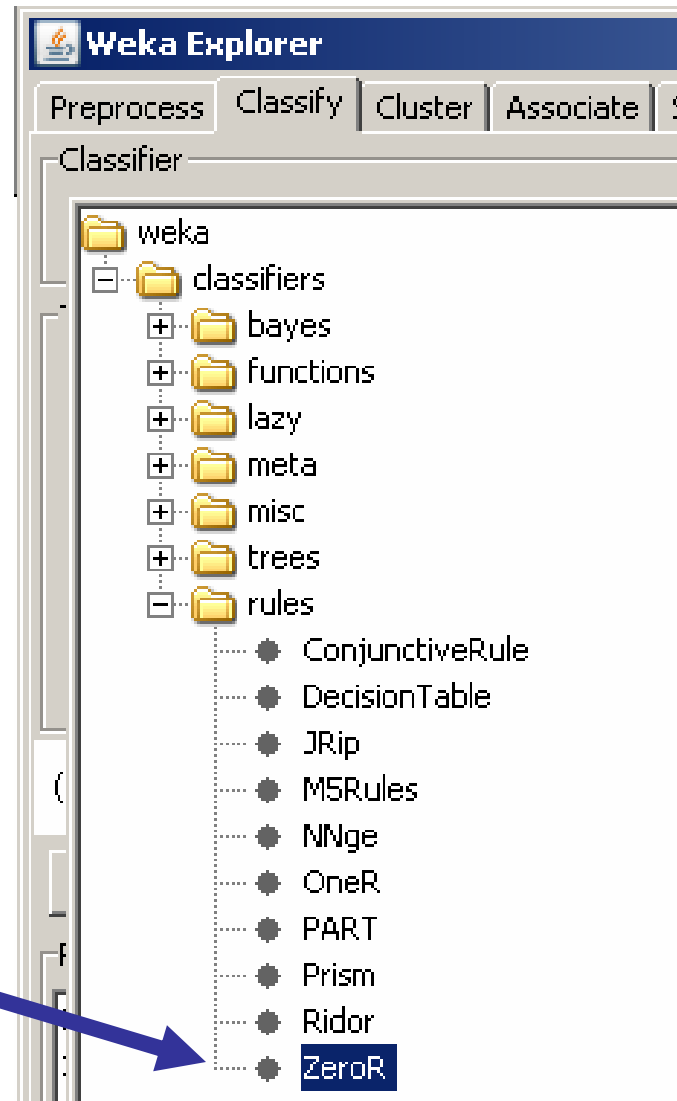 Weka Explorer
Preprocess Classify Cluster Associate
Classifier
weka
classifiers
bayes
functions
lazy
meta
misc
trees
rules
ConjunctiveRule
DecisionTable
JRip
M5Rules
NNge
OneR
PART
Prism
Ridor
ZeroR